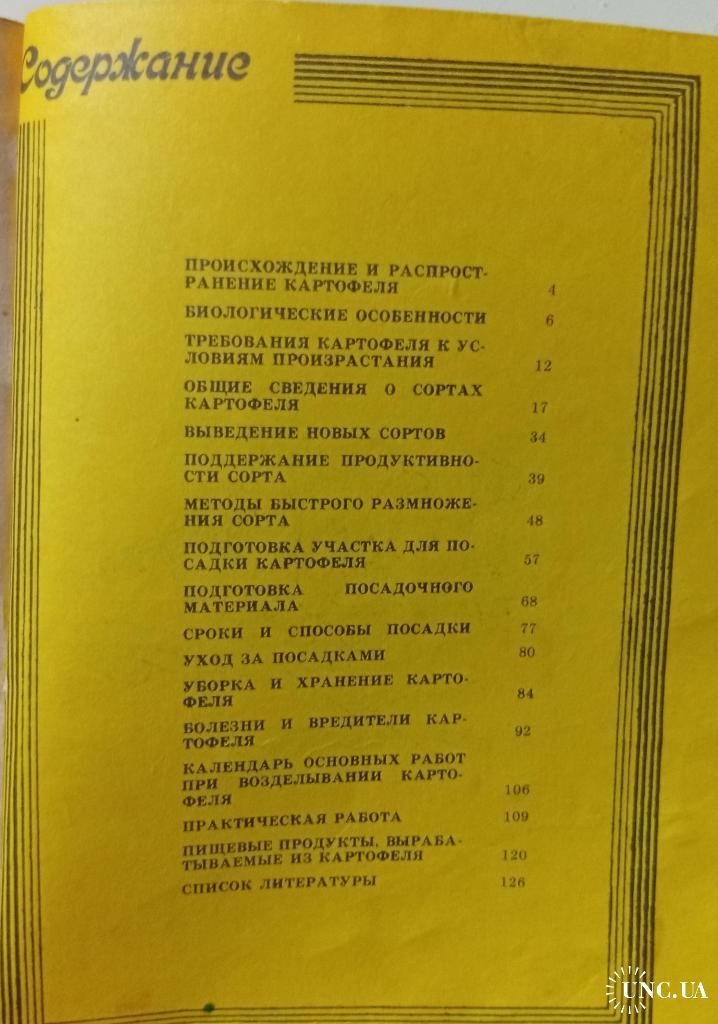 Содержание
ПРОИСХОЖДЕНИЕ И РАСПРОСТ-
РАНЕНИЕ КАРТОФЕЛЯ 4
БИОЛОГИЧЕСКИЕ ОСОБЕННОСТИ 6
ТРЕБОВАНИЯ КАРТОФЕЛЯ К УС-
ЛОВИЯМ ПРОИЗРАСТАНИЯ 12
ОБЩИЕ СВЕДЕНИЯ О СОРТАХ
КАРТОФЕЛЯ 17
ВЫВЕДЕНИЕ НОВЫХ СОРТОВ 34
ПОДДЕРЖАНИЕ ПРОДУКТИВНО-
СТИ СОРТА 39
МЕТОДЫ БЫСТРОГО РАЗМНОЖЕ-
НИЯ СОРТА 48
ПОДГОТОВКА УЧАСТКА ДЛЯ ПО-
САДКИ КАРТОФЕЛЯ 57
ПОДГОТОВКА ПОСАДОЧНОГО
МАТЕРИАЛА 68
СРОКИ И СПОСОБЫ ПОСАДКИ 77
УХОД ЗА ПОСАДКАМИ 80
УБОРКА И ХРАНЕНИЕ КАРТО-
ФЕЛЯ 84
БОЛЕЗНИ И ВРЕДИТЕЛИ КАР-
ТОФЕЛЯ 92
КАЛЕНДАРЬ ОСНОВНЫХ РАБОТ
ПРИ ВОЗДЕЛЫВАНИИ КАРТО-
ФЕЛЯ 106
ПРАКТИЧЕСКАЯ РАБОТА 109
ПИЩЕВЫЕ ПРОДУКТЫ, ВЫРАБА-
ТЫВАЕМЫЕ ИЗ КАРТОФЕЛЯ 120
СПИСОК ЛИТЕРАТУРЫ 126
UNC.UA